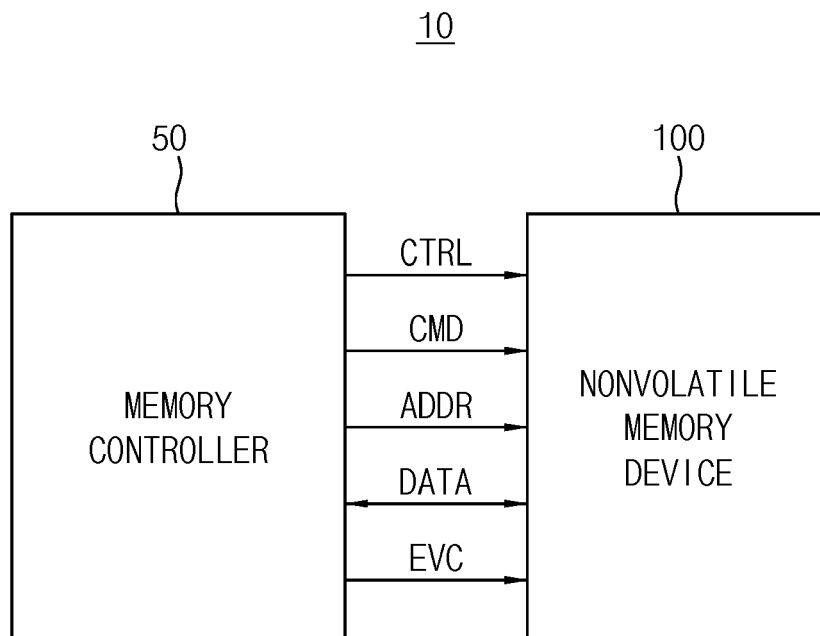 10
50
100
CTRL
CMD
ADDR
DATA
EVC
MEMORY
CONTROLLER
NONVOLATILE
MEMORY
DEVICE